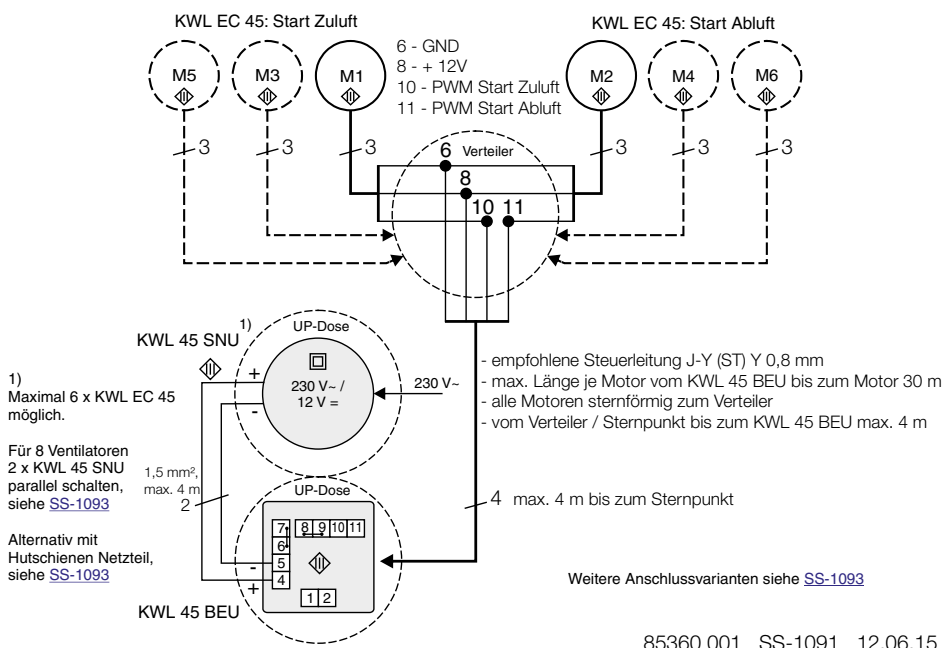 KWL EC 45: Start Zuluft
KWL EC 45: Start Abluft
M5
M3
M1
M2
M4
M6
6 - GND
8 - + 12V
10 - PWM Start Zuluft
11 - PWM Start Abluft
3
3
3
3
3
3
6 Verteiler
8
10 11
KWL 45 SNU 1)
UP-Dose
230 V~ /
12 V =
230 V~
+
-
1)
Maximal 6 x KWL EC 45
möglich.
Für 8 Ventilatoren
2 x KWL 45 SNU
parallel schalten,
siehe SS-1093
Alternativ mit
Hutschienen Netzteil,
siehe SS-1093
1,5 mm²,
max. 4 m
2
- empfohlene Steuerleitung J-Y (ST) Y 0,8 mm
- max. Länge je Motor vom KWL 45 BEU bis zum Motor 30 m
- alle Motoren sternförmig zum Verteiler
- vom Verteiler / Sternpunkt bis zum KWL 45 BEU max. 4 m
4 max. 4 m bis zum Sternpunkt
UP-Dose
7 8 9 10 11
6
- 5
+ 4
1 2
KWL 45 BEU
Weitere Anschlussvarianten siehe SS-1093
85360 001 SS-1091 12.06.15